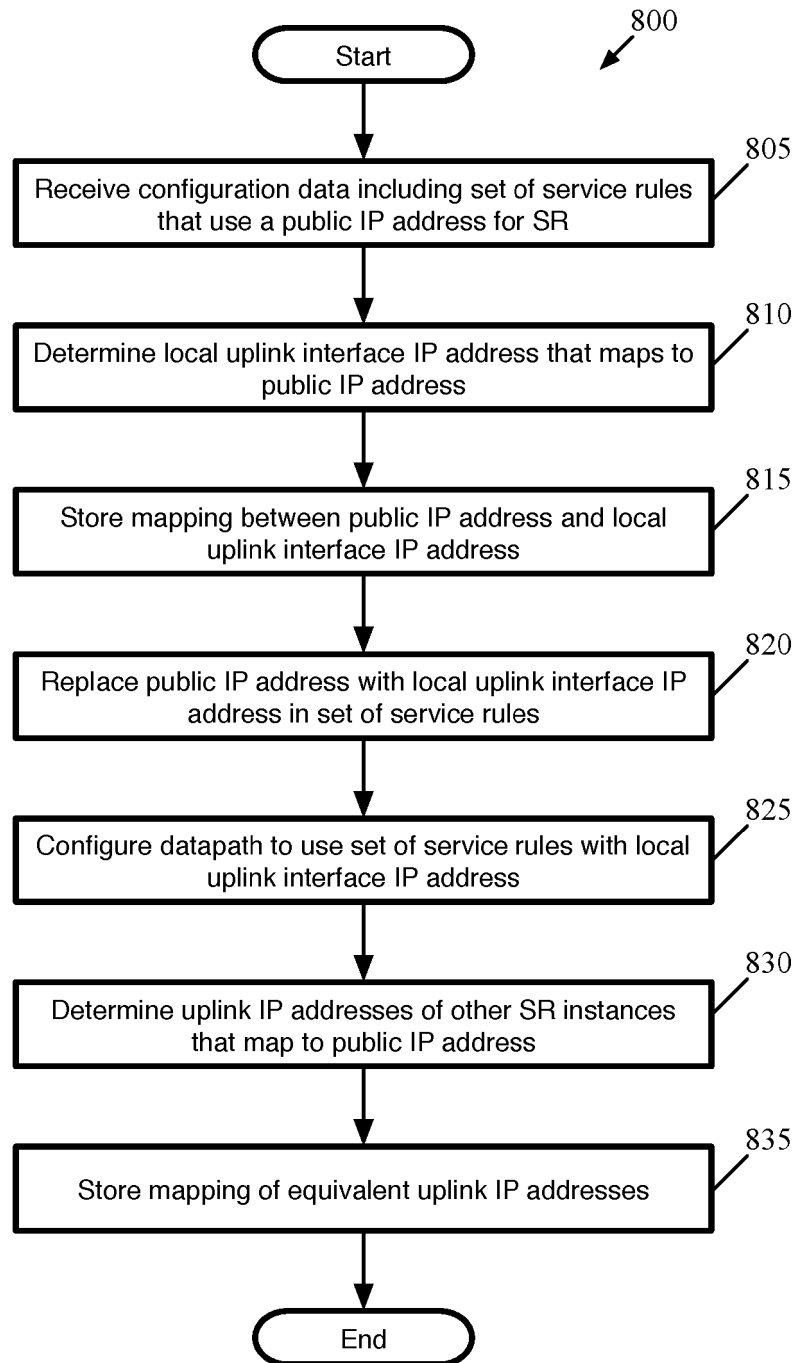 800
Start
805
Receive configuration data including set of service rules
that use a public IP address for SR
810
Determine local uplink interface IP address that maps to
public IP address
815
Store mapping between public IP address and local
uplink interface IP address
820
Replace public IP address with local uplink interface IP
address in set of service rules
825
Configure datapath to use set of service rules with local
uplink interface IP address
830
Determine uplink IP addresses of other SR instances
that map to public IP address
835
Store mapping of equivalent uplink IP addresses
End